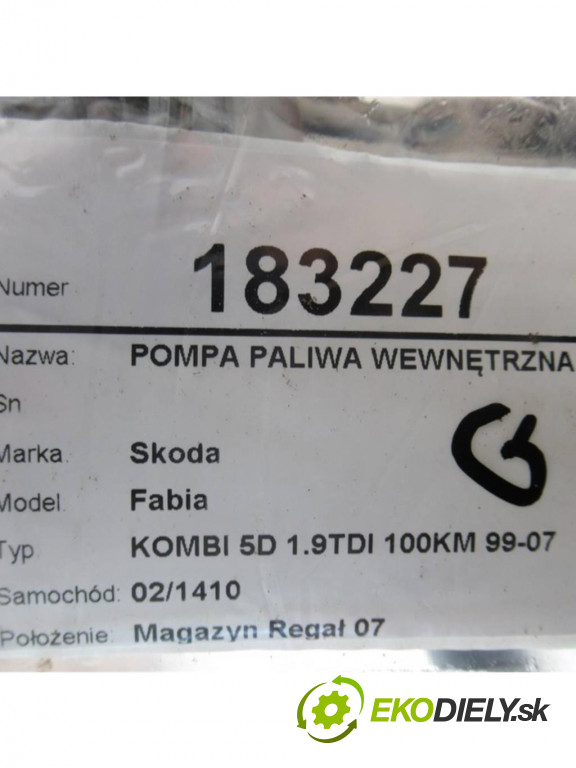 Numer 183227
Nazwa: POMPA PALIWA WEWNĘTRZNA
Sn
Marka. Skoda
Model. Fabia
Typ. KOMBI 5D 1.9TDI 100KM 99-07
Samochód: 02/1410
Położenie: Magazyn Regał 07
EKODIELY.sk